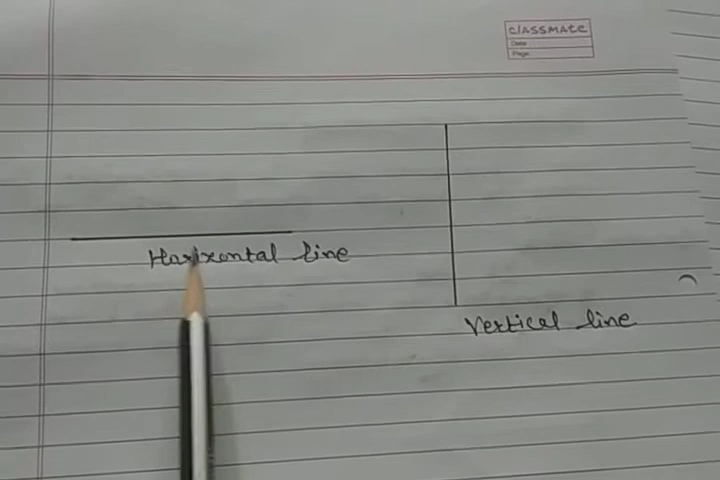 CLASSMATE
Date
Page
Horizontal line
Vertical line